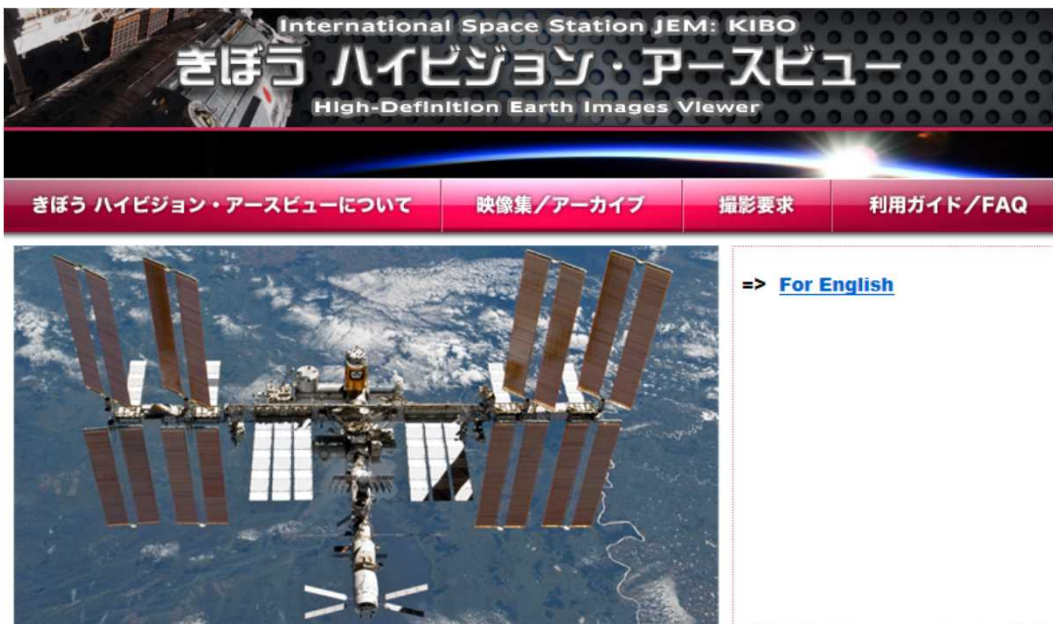 International Space Station JEM: KIBO
きぼう ハイビジョン・アースビュー
High-Definition Earth Images Viewer
きぼう ハイビジョン・アースビューについて
映像集/アーカイブ
撮影要求
利用ガイド/FAQ
=> For English